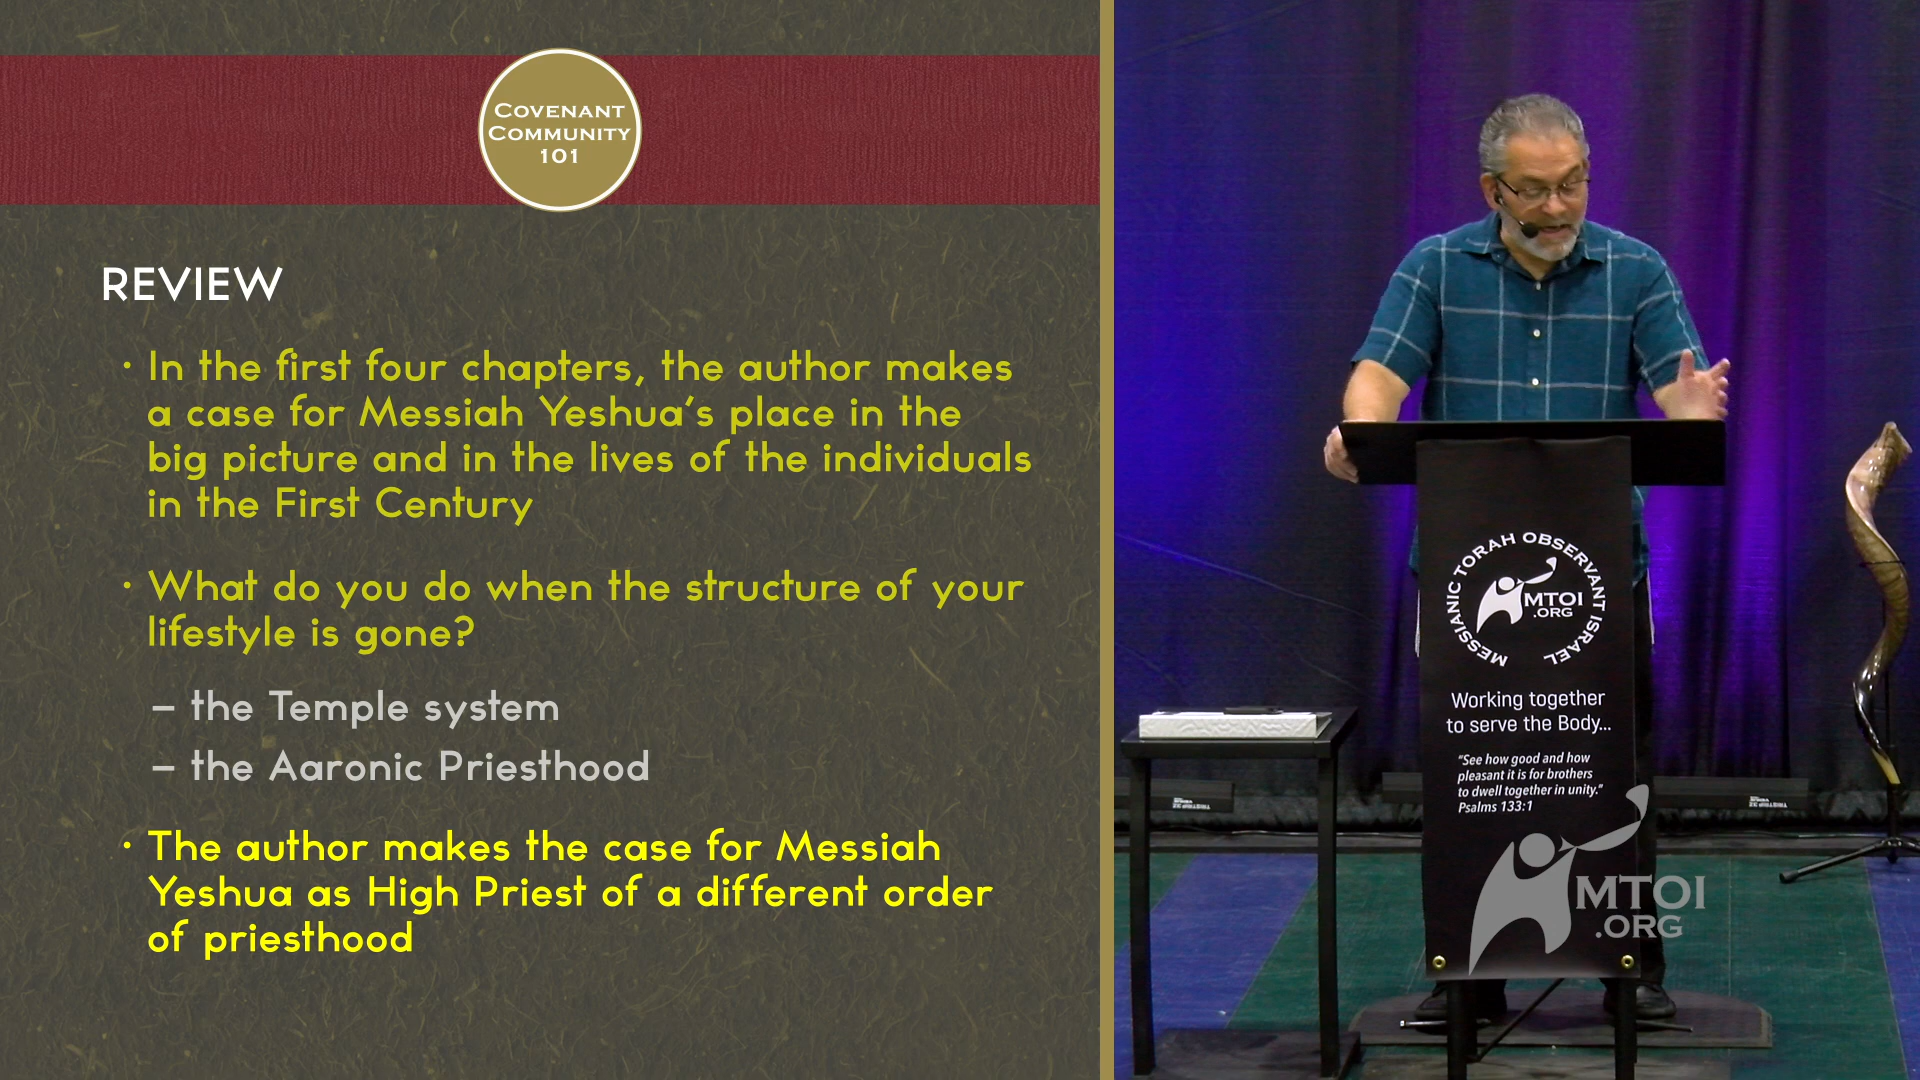 COVENANT
COMMUNITY
101
REVIEW
• In the first four chapters, the author makes
a case for Messiah Yeshua's place in the
big picture and in the lives of the individuals
in the First Century
• What do you do when the structure of your
lifestyle is gone?
– the Temple system
– the Aaronic Priesthood
• The author makes the case for Messiah
Yeshua as High Priest of a different order
of priesthood
MESSIANIC TORAH OBSERVANT ISRAEL
MTOI
.ORG
Working together
to serve the Body...
"See how good and how
pleasant it is for brothers
to dwell together in unity."
Psalms 133:1
MTOI
.ORG